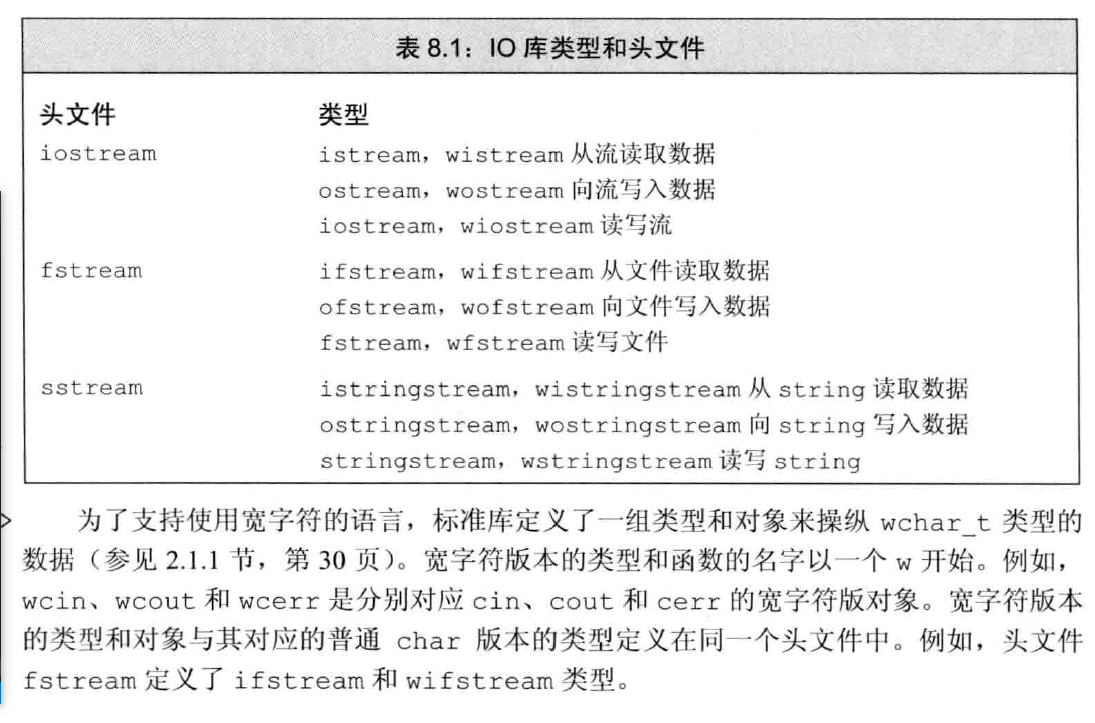 表 8.1：IO 库类型和头文件
头文件 类型
iostream istream，wistream 从流读取数据
ostream，wostream 向流写入数据
iostream，wiostream 读写流
fstream ifstream，wifstream 从文件读取数据
ofstream，wofstream 向文件写入数据
fstream，wfstream 读写文件
sstream istringstream，wistringstream 从 string 读取数据
ostringstream，wostringstream 向 string 写入数据
stringstream，wstringstream 读写 string
为了支持使用宽字符的语言，标准库定义了一组类型和对象来操纵 wchar_t 类型的
数据（参见 2.1.1 节，第 30 页）。宽字符版本的类型和函数的名字以一个 w 开始。例如，
wcin、wcout 和 wcerr 是分别对应 cin、cout 和 cerr 的宽字符版对象。宽字符版本
的类型和对象与其对应的普通 char 版本的类型定义在同一个头文件中。例如，头文件
fstream 定义了 ifstream 和 wifstream 类型。